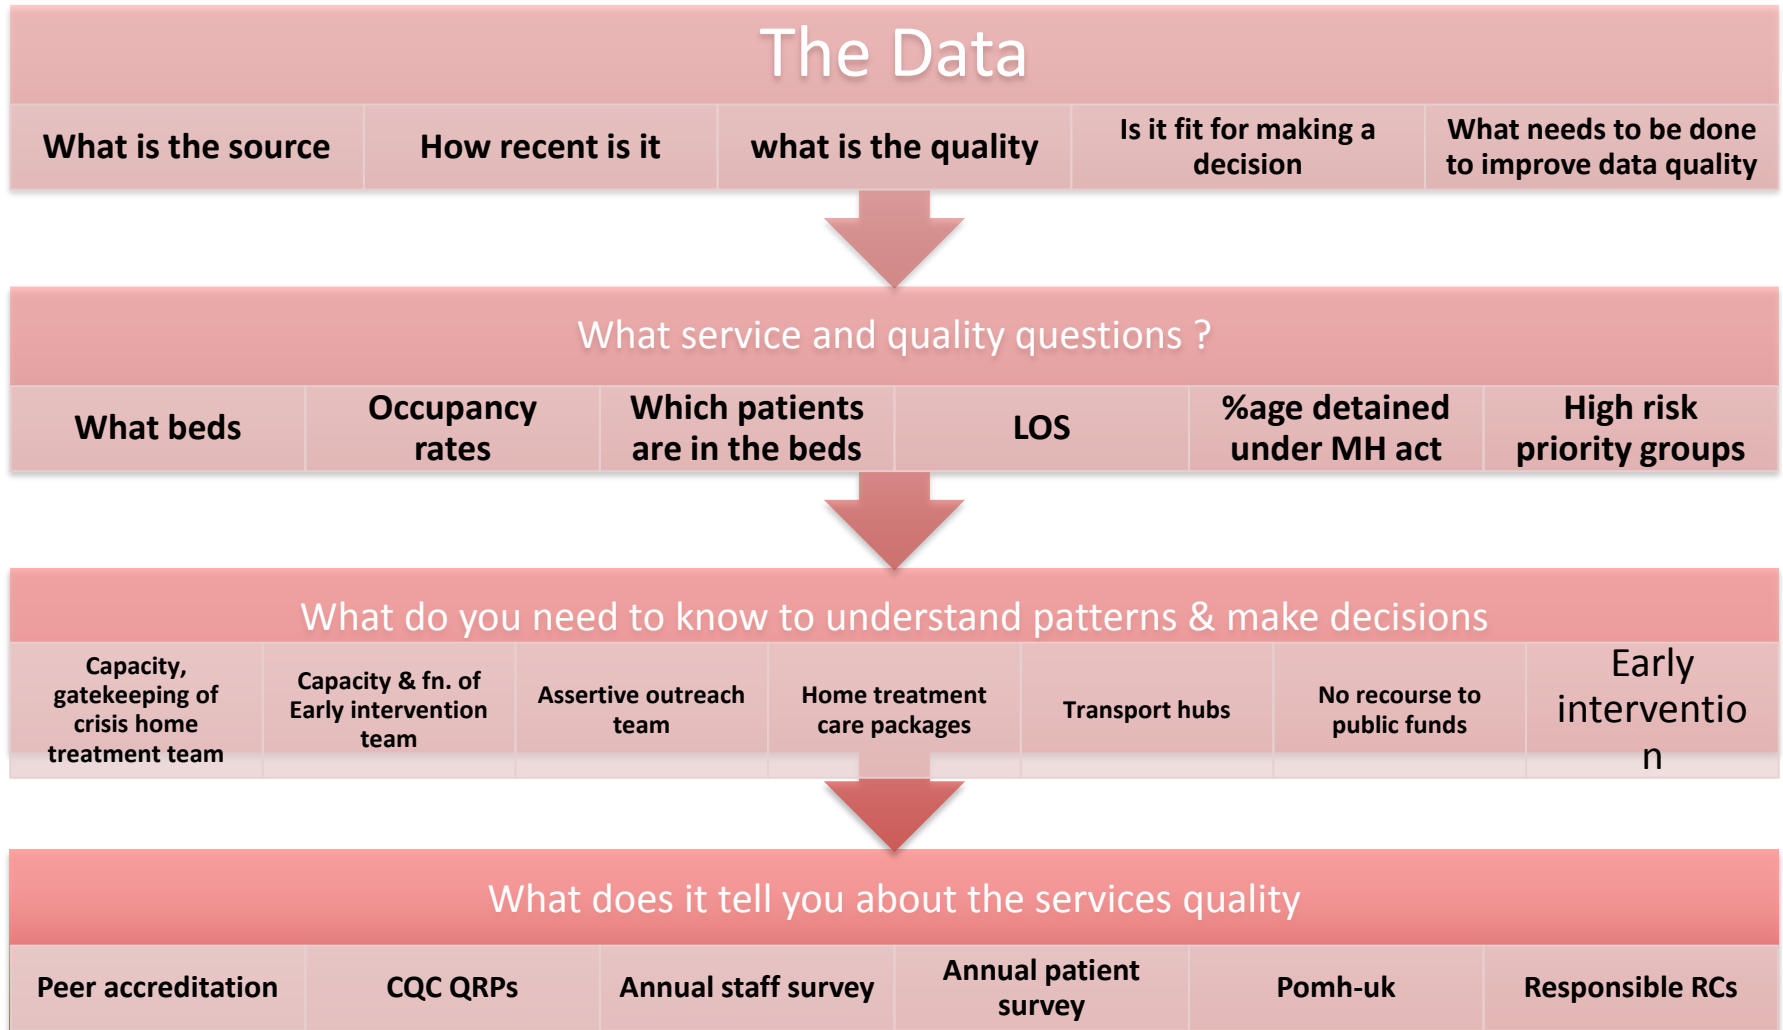 The Data
What is the source
How recent is it
what is the quality
Is it fit for making a
decision
What needs to be done
to improve data quality
What service and quality questions ?
What beds
Occupancy
rates
Which patients
are in the beds
LOS
%age detained
under MH act
High risk
priority groups
What do you need to know to understand patterns & make decisions
Capacity,
gatekeeping of
crisis home
treatment team
Capacity & fn. of
Early intervention
team
Assertive outreach
team
Home treatment
care packages
Transport hubs
No recourse to
public funds
Early
interventio
n
What does it tell you about the services quality
Peer accreditation
CQC QRPs
Annual staff survey
Annual patient
survey
Pomh-uk
Responsible RCs